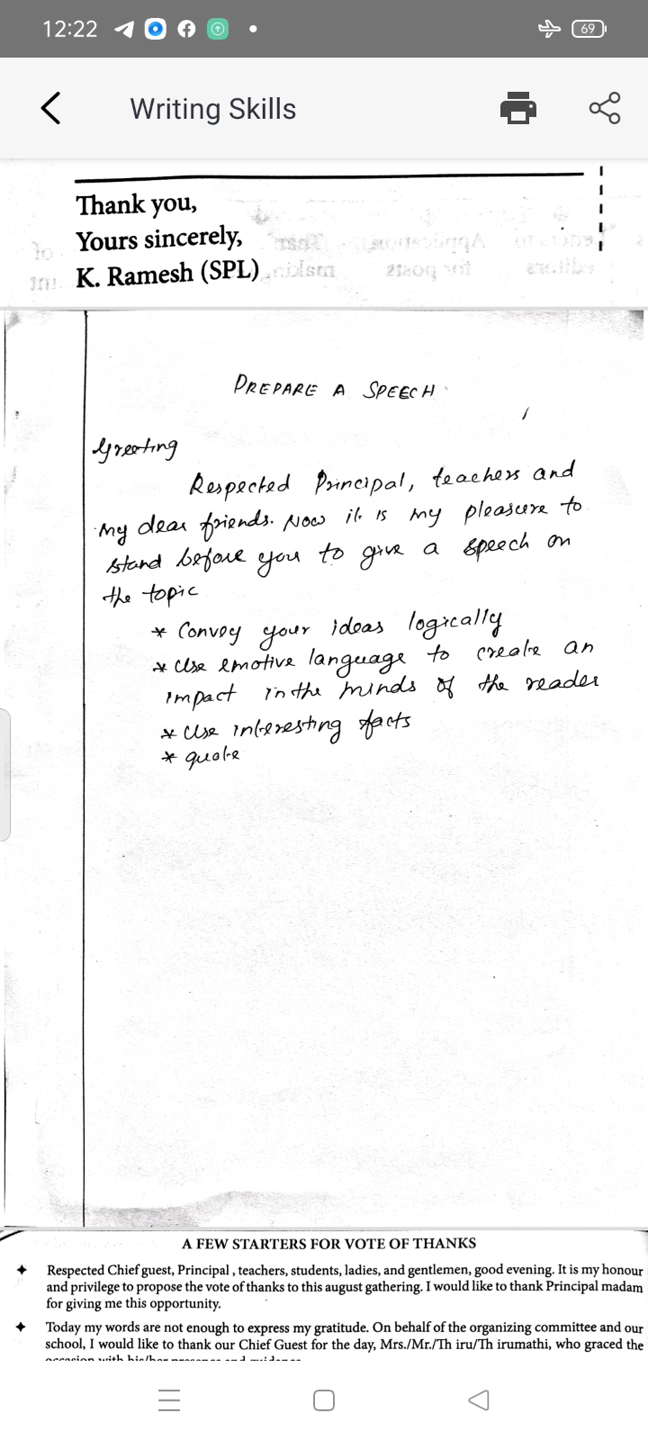 12:22
69
Writing Skills
Thank you,
Yours sincerely,
K. Ramesh (SPL)
PREPARE A SPEECH
Greeting
Respected Principal, teachers and
my dear friends. Now it is my pleasure to
stand before you to give a speech on
the topic
* Convey your ideas logically
* Use emotive language to create an
impact in the minds of the reader
* Use interesting facts
* quote
A FEW STARTERS FOR VOTE OF THANKS
✦ Respected Chief guest, Principal , teachers, students, ladies, and gentlemen, good evening. It is my honour
and privilege to propose the vote of thanks to this august gathering. I would like to thank Principal madam
for giving me this opportunity.
✦ Today my words are not enough to express my gratitude. On behalf of the organizing committee and our
school, I would like to thank our Chief Guest for the day, Mrs./Mr./Th iru/Th irumathi, who graced the
occasion with his/her presence and